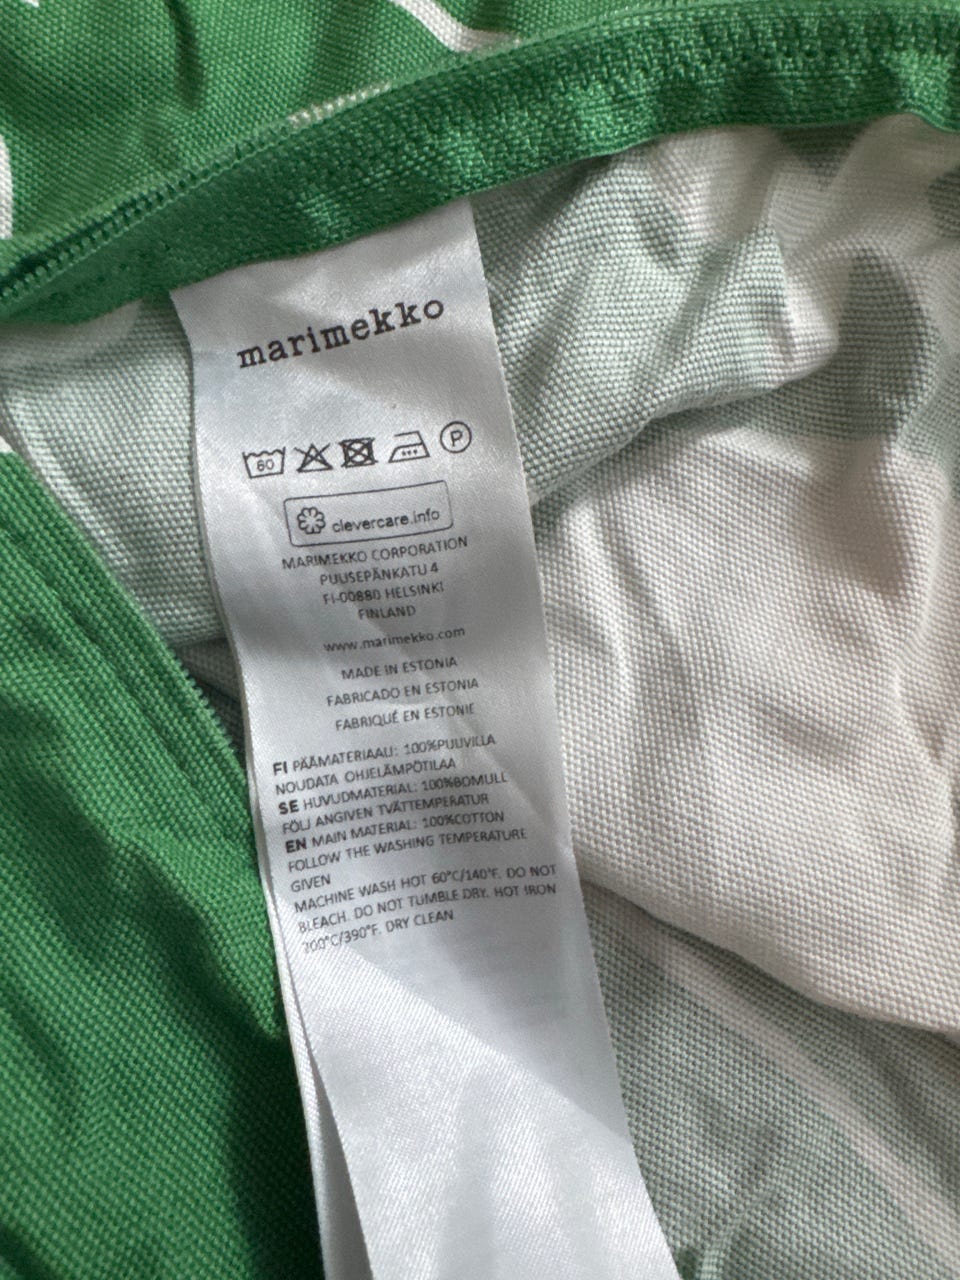 marimekko
60 P
clevercare.info
MARIMEKKO CORPORATION
PUUSEPÄNKATU 4
FI-00880 HELSINKI
FINLAND
www.marimekko.com
MADE IN ESTONIA
FABRICADO EN ESTONIA
FABRIQUÉ EN ESTONIE
FI PÄÄMATERIAALI: 100%PUUVILLA
NOUDATA OHJELÄMPÖTILAA
SE HUVUDMATERIAL: 100%BOMULL
FÖLJ ANGIVEN TVÄTTEMPERATUR
EN MAIN MATERIAL: 100%COTTON
FOLLOW THE WASHING TEMPERATURE
GIVEN
MACHINE WASH HOT 60°C/140°F. DO NOT
BLEACH. DO NOT TUMBLE DRY. HOT IRON
200°C/390°F. DRY CLEAN